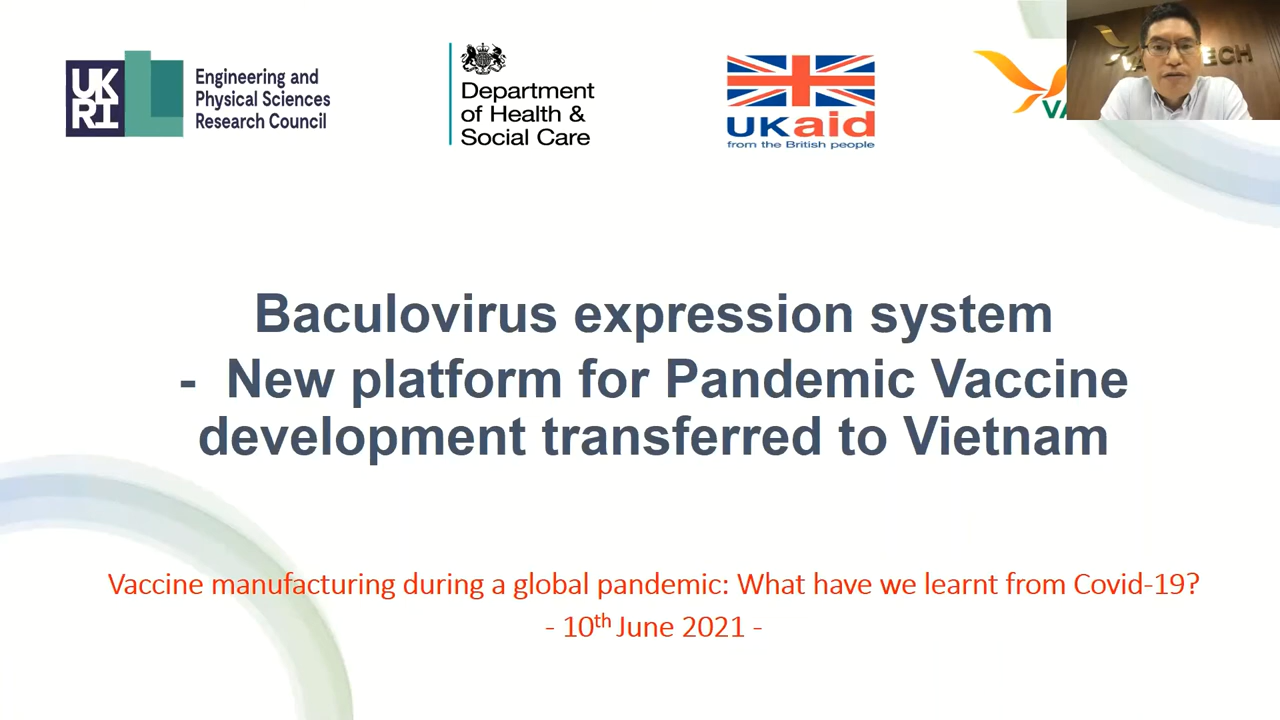 UK
RI
Engineering and
Physical Sciences
Research Council
Department
of Health &
Social Care
UKaid
from the British people
Baculovirus expression system
- New platform for Pandemic Vaccine
development transferred to Vietnam
Vaccine manufacturing during a global pandemic: What have we learnt from Covid-19?
- 10th June 2021 -